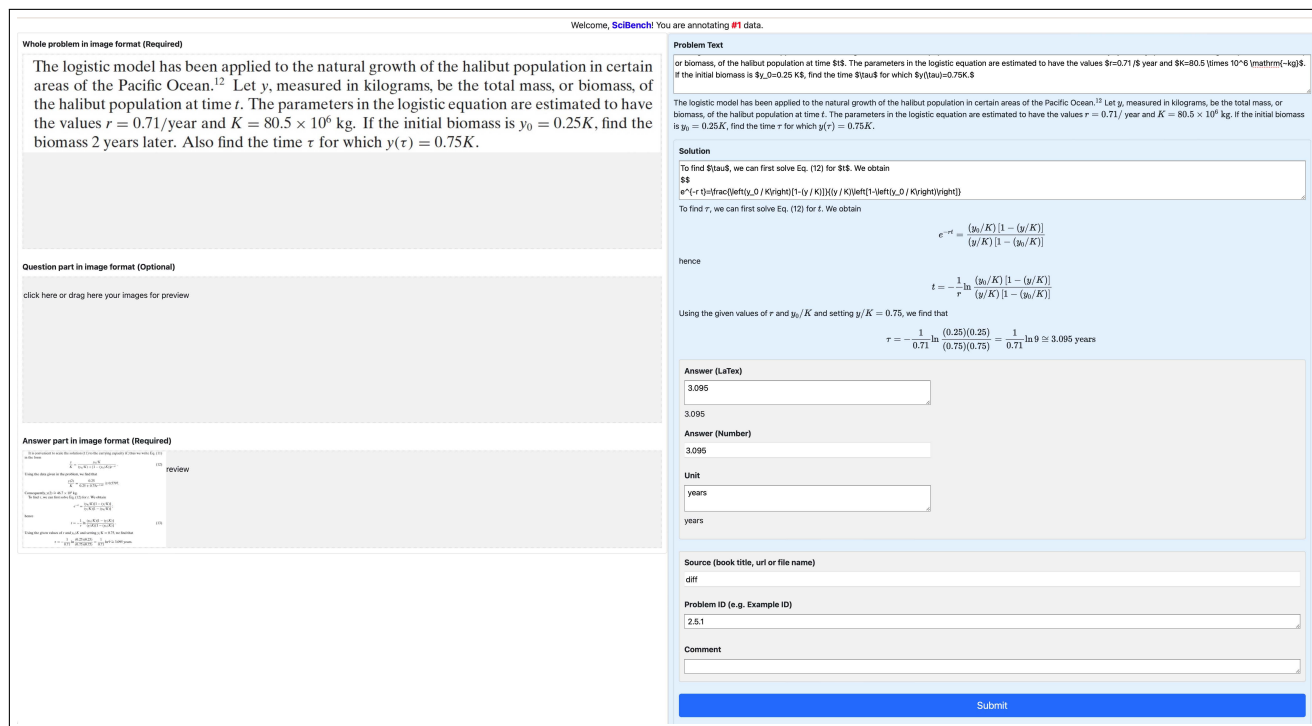 Welcome, SciBench! You are annotating #1 data.
Whole problem in image format (Required)
The logistic model has been applied to the natural growth of the halibut population in certain
areas of the Pacific Ocean.12 Let y, measured in kilograms, be the total mass, or biomass, of
the halibut population at time t. The parameters in the logistic equation are estimated to have
the values r = 0.71/year and K = 80.5 × 10^6 kg. If the initial biomass is y_0 = 0.25K, find the
biomass 2 years later. Also find the time τ for which y(τ) = 0.75K.
Question part in image format (Optional)
click here or drag here your images for preview
Answer part in image format (Required)
review
Problem Text
or biomass, of the halibut population at time $t$. The parameters in the logistic equation are estimated to have the values $r=0.71 /$ year and $K=80.5 \times 10^6 \mathrm{~kg}$.
If the initial biomass is $y_0=0.25 K$, find the time $\tau$ for which $y(\tau)=0.75K.$
The logistic model has been applied to the natural growth of the halibut population in certain areas of the Pacific Ocean.12 Let y, measured in kilograms, be the total mass, or
biomass, of the halibut population at time t. The parameters in the logistic equation are estimated to have the values r = 0.71/ year and K = 80.5 × 10^6 kg. If the initial biomass
is y_0 = 0.25K, find the time τ for which y(τ) = 0.75K.
Solution
To find $\tau$, we can first solve Eq. (12) for $t$. We obtain
$$
e^{-r t}=\frac{\left(y_0 / K\right)[1-(y / K)]}{(y / K)\left[1-\left(y_0 / K\right)\right]}
To find τ, we can first solve Eq. (12) for t. We obtain
e^{-rt} = (y_0/K) [1 − (y/K)] / (y/K) [1 − (y_0/K)]
hence
t = −1/r ln (y_0/K) [1 − (y/K)] / (y/K) [1 − (y_0/K)]
Using the given values of r and y_0/K and setting y/K = 0.75, we find that
τ = −1/0.71 ln (0.25)(0.25)/(0.75)(0.75) = 1/0.71 ln 9 ≅ 3.095 years
Answer (LaTex)
3.095
3.095
Answer (Number)
3.095
Unit
years
years
Source (book title, url or file name)
diff
Problem ID (e.g. Example ID)
2.5.1
Comment
Submit